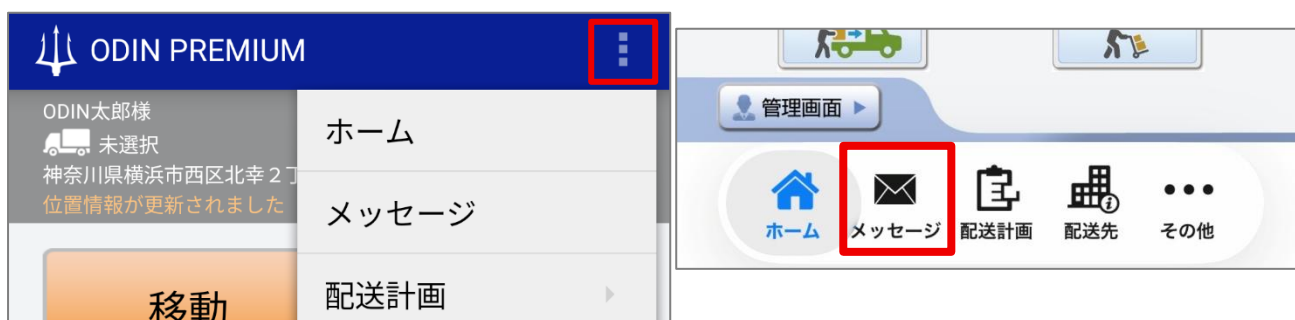 ODIN PREMIUM
ODIN太郎様
未選択
神奈川県横浜市西区北幸２丁
位置情報が更新されました
移動
ホーム
メッセージ
配送計画
管理画面
ホーム
メッセージ
配送計画
配送先
その他